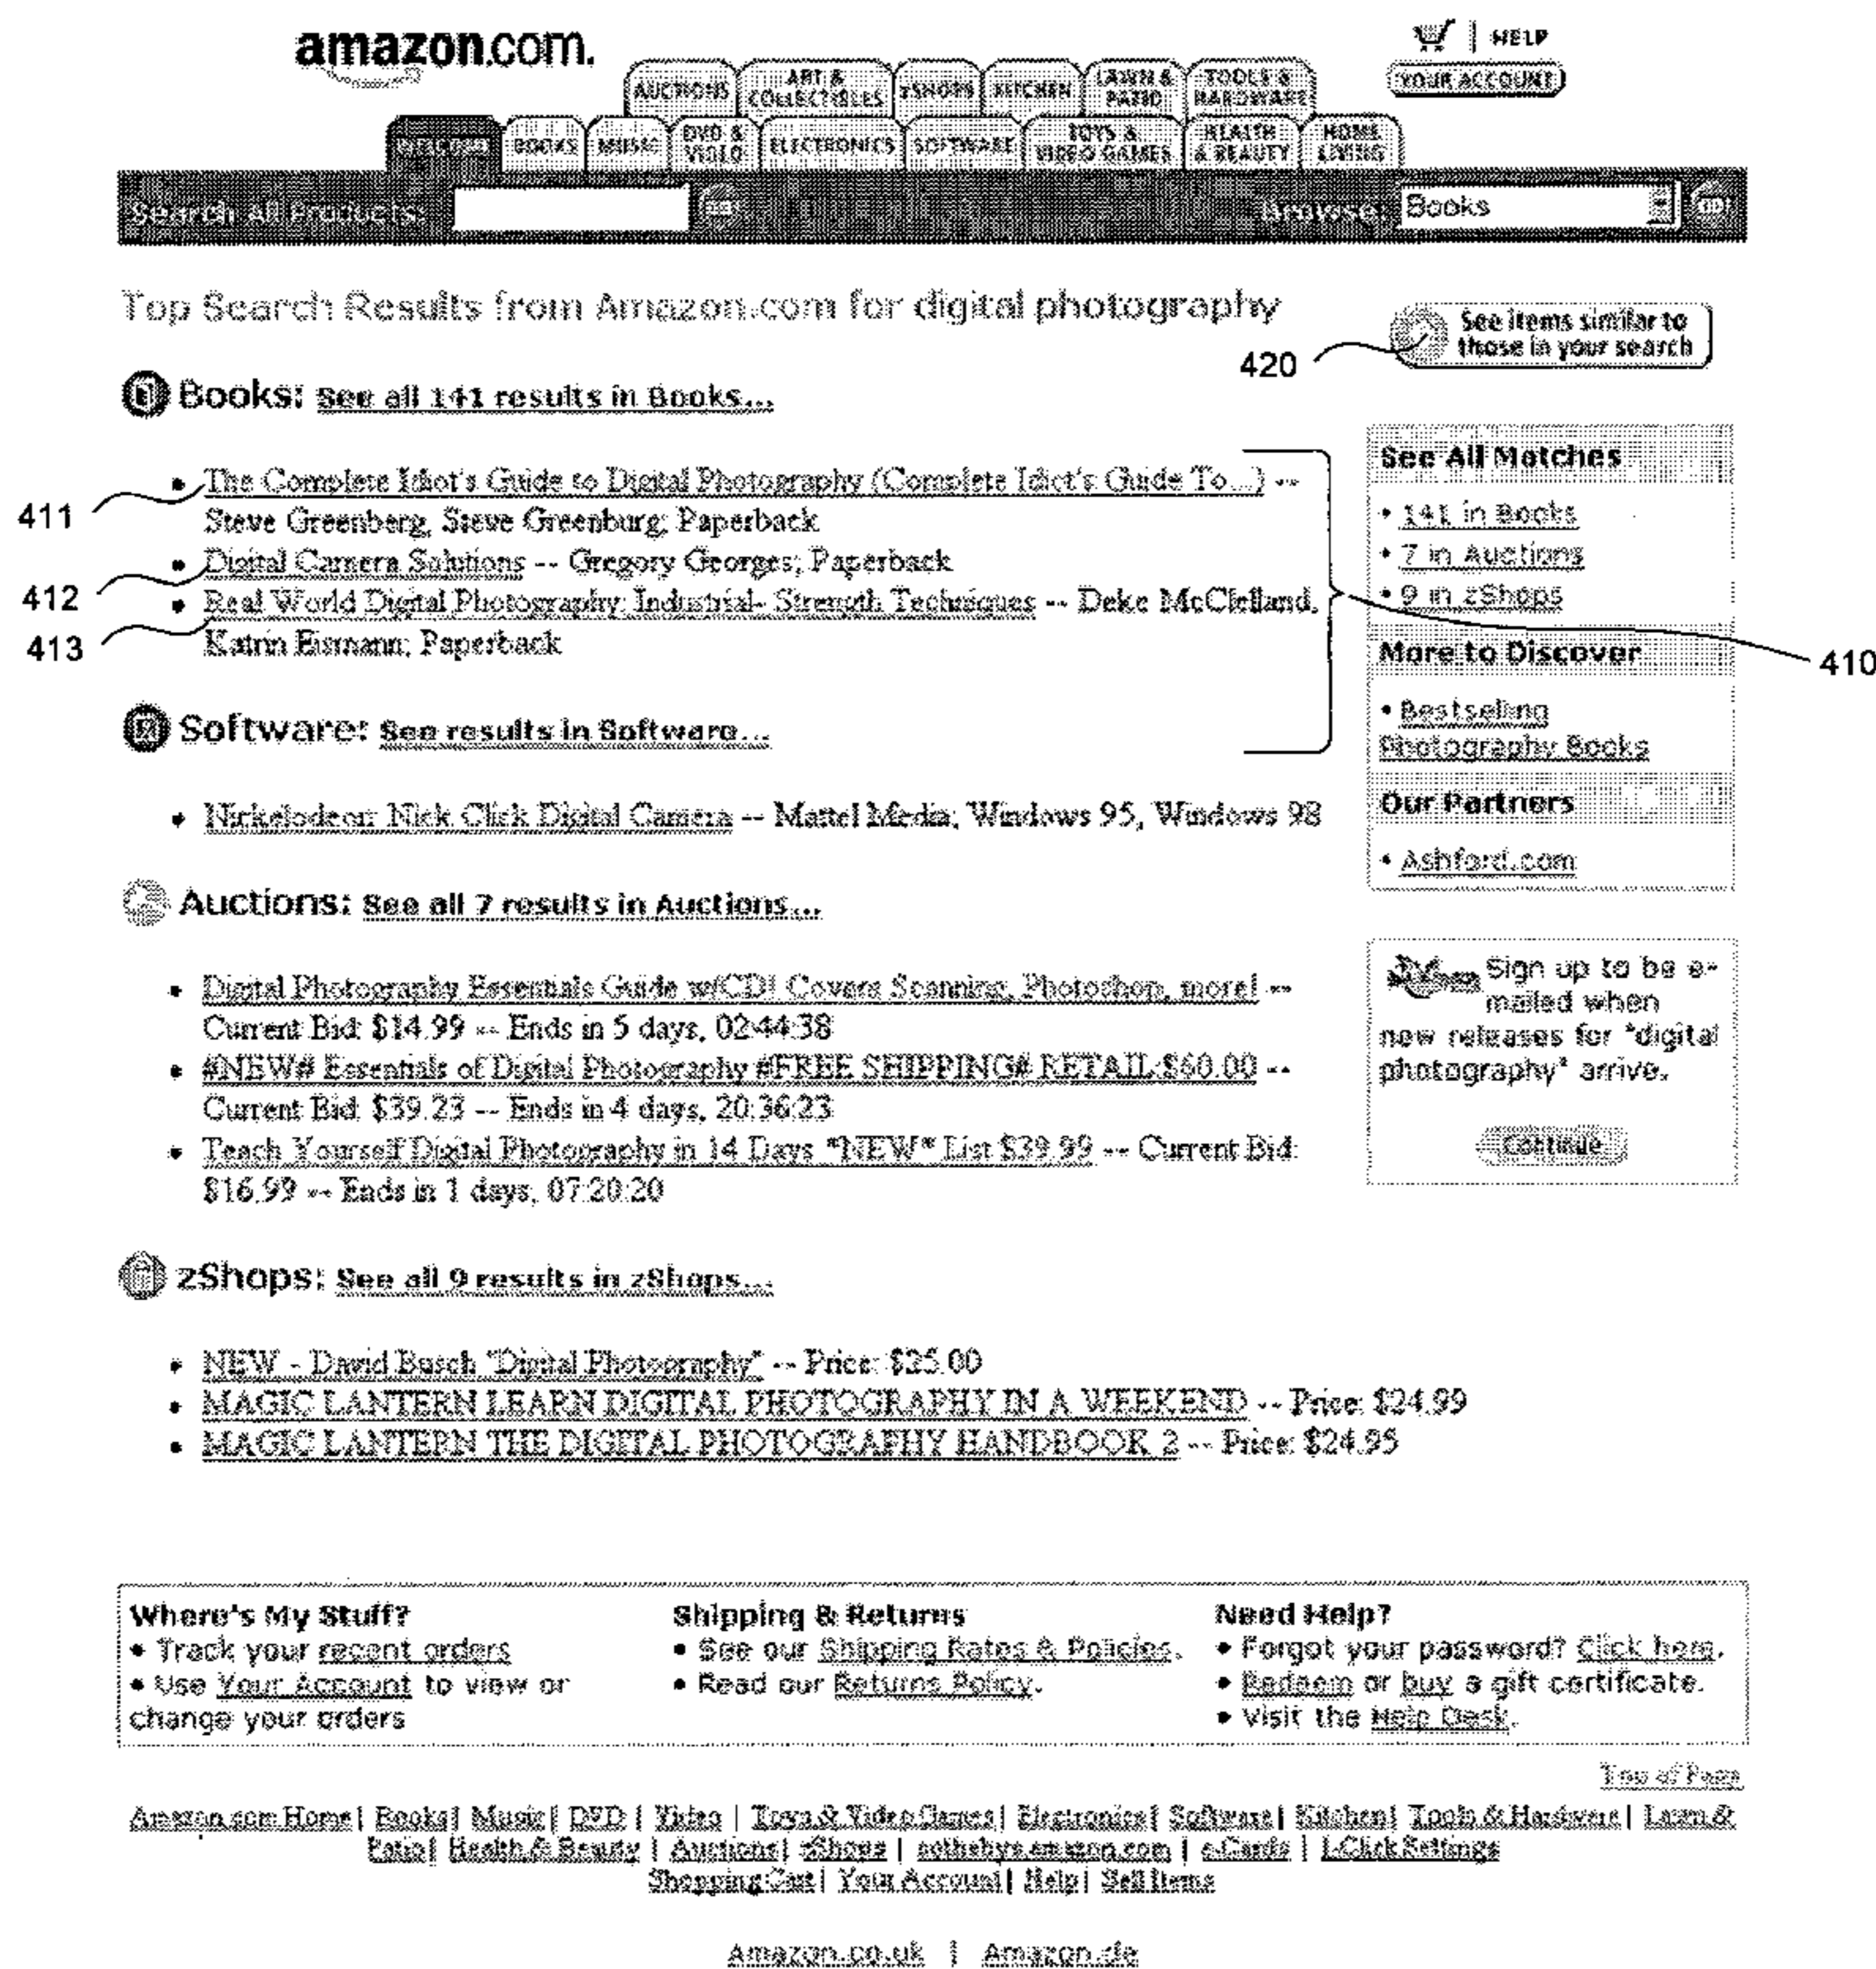 amazon.com.
HELP
YOUR ACCOUNT
AUCTIONS
ART & COLLECTIBLES
zSHOPS
KITCHEN
LAWN & PATIO
TOOLS & HARDWARE
WELCOME
BOOKS
MUSIC
DVD & VIDEO
ELECTRONICS
SOFTWARE
TOYS & VIDEO GAMES
HEALTH & BEAUTY
HOME LIVING
Search All Products:
GO!
Browse:
Books
GO!
Top Search Results from Amazon.com for digital photography
See items similar to
those in your search
420
Books: See all 141 results in Books...
• The Complete Idiot's Guide to Digital Photography (Complete Idiot's Guide To...) --
Steve Greenberg, Steve Greenburg; Paperback
411
• Digital Camera Solutions -- Gregory Georges; Paperback
412
• Real World Digital Photography: Industrial- Strength Techniques -- Deke McClelland,
Katrin Eismann; Paperback
413
410
Software: See results in Software...
• Nickelodeon: Nick Click Digital Camera -- Mattel Media; Windows 95, Windows 98
Auctions: See all 7 results in Auctions...
• Digital Photography Essentials Guide w/CD! Covers Scanning, Photoshop, more! --
Current Bid: $14.99 -- Ends in 5 days, 02:44:38
• #NEW# Essentials of Digital Photography #FREE SHIPPING# RETAIL:$60.00 --
Current Bid: $39.23 -- Ends in 4 days, 20:36:23
• Teach Yourself Digital Photography in 14 Days *NEW* List $39.99 -- Current Bid:
$16.99 -- Ends in 1 days, 07:20:20
zShops: See all 9 results in zShops...
• NEW - David Busch "Digital Photography" -- Price: $25.00
• MAGIC LANTERN LEARN DIGITAL PHOTOGRAPHY IN A WEEKEND -- Price: $24.99
• MAGIC LANTERN THE DIGITAL PHOTOGRAPHY HANDBOOK 2 -- Price: $24.95
See All Matches
• 141 in Books
• 7 in Auctions
• 9 in zShops
More to Discover
• Bestselling
Photography Books
Our Partners
• Ashford.com
Sign up to be e-
mailed when
new releases for "digital
photography" arrive.
Continue
Where's My Stuff?
• Track your recent orders
• Use Your Account to view or
change your orders
Shipping & Returns
• See our Shipping Rates & Policies.
• Read our Returns Policy.
Need Help?
• Forgot your password? Click here.
• Redeem or buy a gift certificate.
• Visit the Help Desk.
Top of Page
Amazon.com Home | Books | Music | DVD | Video | Toys & Video Games | Electronics | Software | Kitchen | Tools & Hardware | Lawn &
Patio | Health & Beauty | Auctions | zShops | sothebys.amazon.com | e-Cards | 1-Click Settings
Shopping Cart | Your Account | Help | Sell Items
Amazon.co.uk | Amazon.de